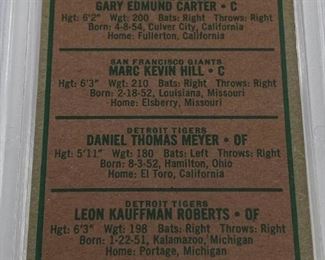 GARY EDMUND CARTER • C
Hgt: 6'2" Wgt: 200 Bats: Right Throws: Right
Born: 4-8-54, Culver City, California
Home: Fullerton, California
SAN FRANCISCO GIANTS
MARC KEVIN HILL • C
Hgt: 6'3" Wgt: 210 Bats: Right Throws: Right
Born: 2-18-52, Louisiana, Missouri
Home: Elsberry, Missouri
DETROIT TIGERS
DANIEL THOMAS MEYER • OF
Hgt: 5'11" Wgt: 180 Bats: Left Throws: Right
Born: 8-3-52, Hamilton, Ohio
Home: El Toro, California
DETROIT TIGERS
LEON KAUFFMAN ROBERTS • OF
Hgt: 6'3" Wgt: 198 Bats: Right Throws: Right
Born: 1-22-51, Kalamazoo, Michigan
Home: Portage, Michigan